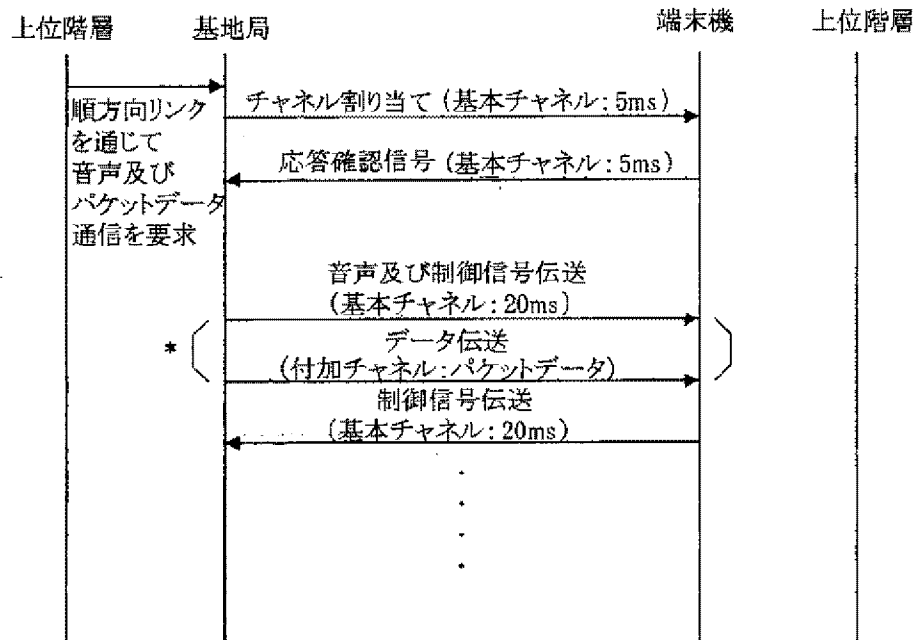 上位階層
基地局
端末機
上位階層
順方向リンク
を通じて
音声及び
パケットデータ
通信を要求
チャネル割り当て (基本チャネル:5ms)
応答確認信号 (基本チャネル:5ms)
音声及び制御信号伝送
(基本チャネル:20ms)
*
データ伝送
(付加チャネル:パケットデータ)
制御信号伝送
(基本チャネル:20ms)